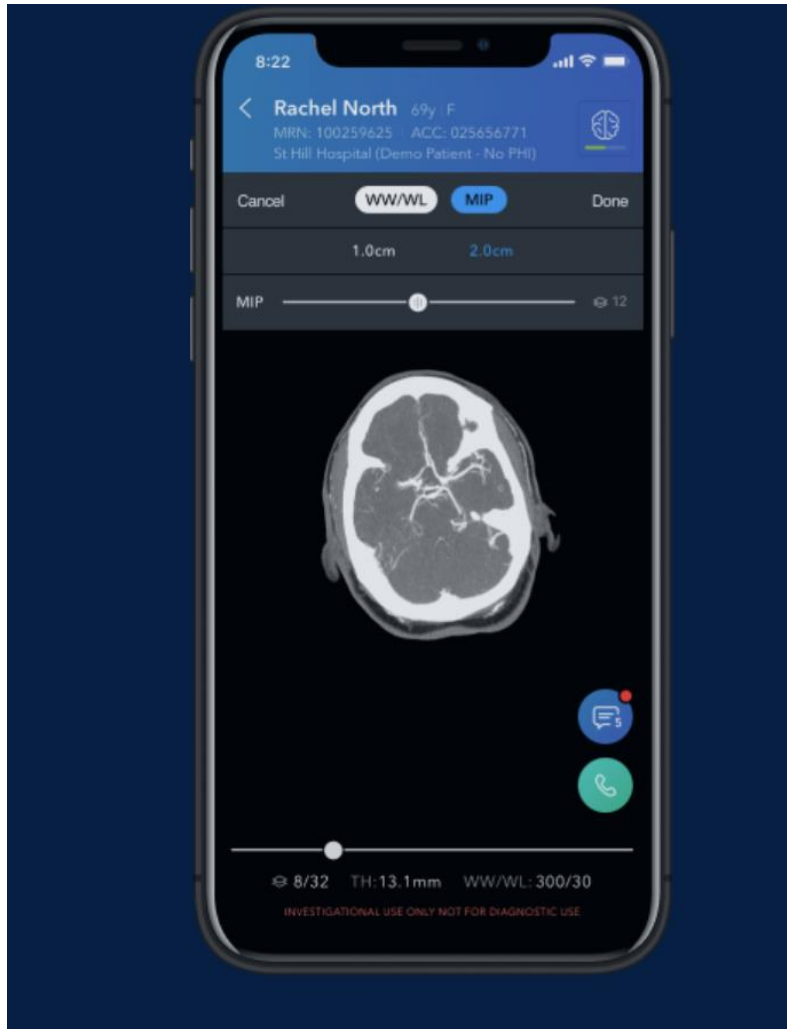 8:22
Rachel North 69y F
MRN: 100259625 ACC: 025656771
St Hill Hospital (Demo Patient - No PHI)
Cancel WW/WL MIP Done
1.0cm 2.0cm
MIP 12
5
8/32 TH:13.1mm WW/WL:300/30
INVESTIGATIONAL USE ONLY NOT FOR DIAGNOSTIC USE